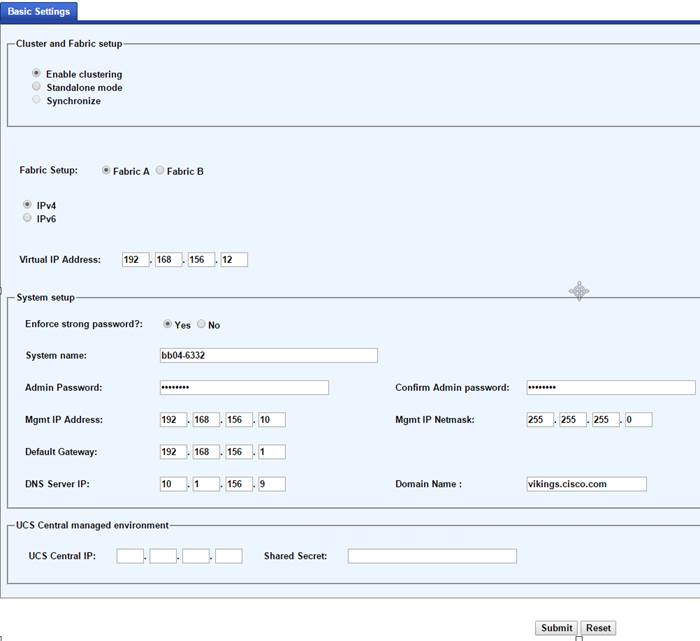 Basic Settings
Cluster and Fabric setup
Enable clustering
Standalone mode
Synchronize
Fabric Setup: Fabric A Fabric B
IPv4
IPv6
Virtual IP Address: 192 . 168 . 156 . 12
System setup
Enforce strong password?: Yes No
System name: bb04-6332
Admin Password: •••••••• Confirm Admin password: ••••••••
Mgmt IP Address: 192 . 168 . 156 . 10 Mgmt IP Netmask: 255 . 255 . 255 . 0
Default Gateway: 192 . 168 . 156 . 1
DNS Server IP: 10 . 1 . 156 . 9 Domain Name : vikings.cisco.com
UCS Central managed environment
UCS Central IP: . . . Shared Secret:
Submit Reset